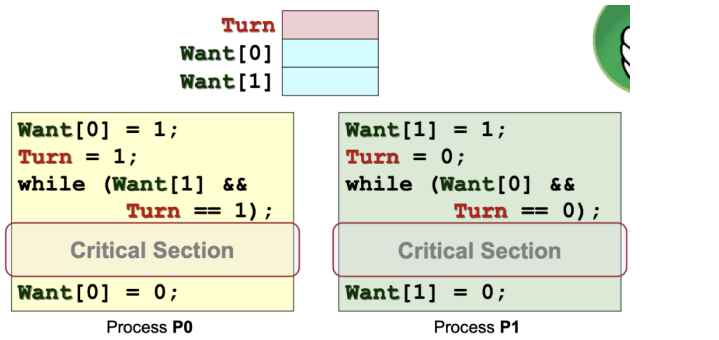 Turn
Want[0]
Want[1]
Want[0] = 1;
Turn = 1;
while (Want[1] &&
Turn == 1);
Critical Section
Want[0] = 0;
Process P0
Want[1] = 1;
Turn = 0;
while (Want[0] &&
Turn == 0);
Critical Section
Want[1] = 0;
Process P1